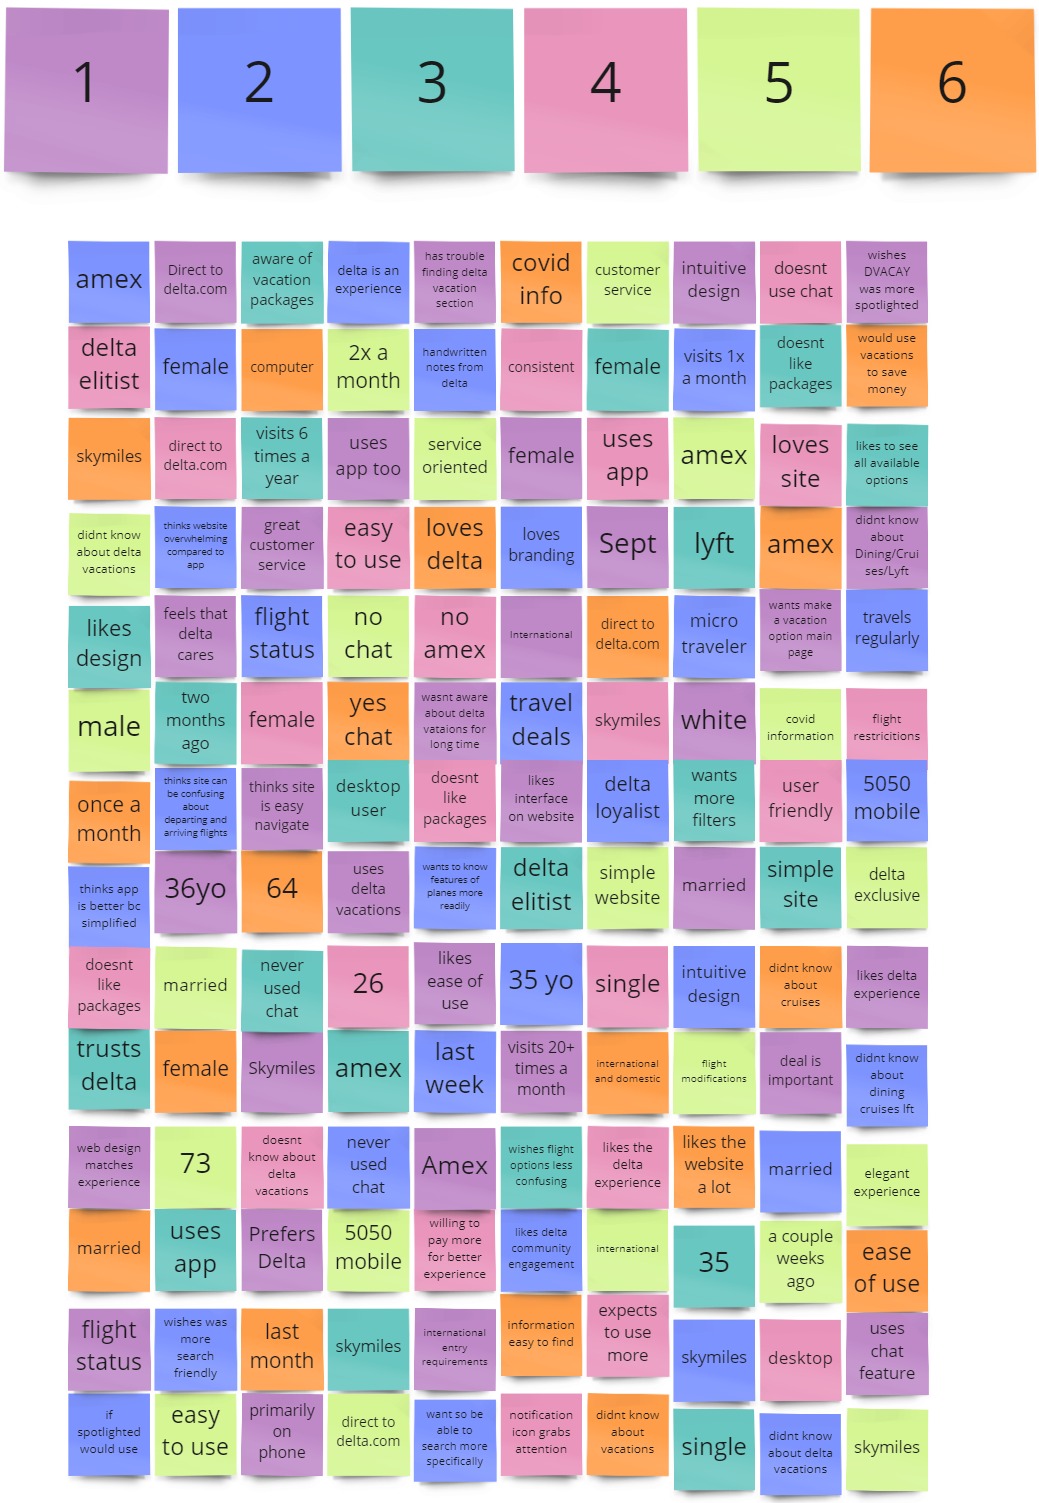 1
2
3
4
5
6
amex
Direct to
delta.com
aware of
vacation
packages
delta is an
experience
has trouble
finding delta
vacation
section
covid
info
customer
service
intuitive
design
doesnt
use chat
wishes
DVACAY
was more
spotlighted
delta
elitist
female
computer
2x a
month
handwritten
notes from
delta
consistent
female
visits 1x
a month
doesnt
like
packages
would use
vacations
to save
money
skymiles
direct to
delta.com
visits 6
times a
year
uses
app too
service
oriented
female
uses
app
amex
loves
site
likes to see
all available
options
didnt know
about delta
vacations
thinks website
overwhelming
compared to
app
great
customer
service
easy
to use
loves
delta
loves
branding
Sept
lyft
amex
didnt know
about
Dining/Crui
ses/Lyft
likes
design
feels that
delta
cares
flight
status
no
chat
no
amex
International
direct to
delta.com
micro
traveler
wants make
a vacation
option main
page
travels
regularly
male
two
months
ago
female
yes
chat
wasnt aware
about delta
vataions for
long time
travel
deals
skymiles
white
covid
information
flight
restricitions
once a
month
thinks site can
be confusing
about
departing and
arriving flights
thinks site
is easy
navigate
desktop
user
doesnt
like
packages
likes
interface
on website
delta
loyalist
wants
more
filters
user
friendly
5050
mobile
thinks app
is better bc
simplified
36yo
64
uses
delta
vacations
wants to know
features of
planes more
readily
delta
elitist
simple
website
married
simple
site
delta
exclusive
doesnt
like
packages
married
never
used
chat
26
likes
ease of
use
35 yo
single
intuitive
design
didnt know
about
cruises
likes delta
experience
trusts
delta
female
Skymiles
amex
last
week
visits 20+
times a
month
international
and domestic
flight
modifications
deal is
important
didnt know
about
dining
cruises lft
web design
matches
experience
73
doesnt
know about
delta
vacations
never
used
chat
Amex
wishes flight
options less
confusing
likes the
delta
experience
likes the
website
a lot
married
elegant
experience
married
uses
app
Prefers
Delta
5050
mobile
willing to
pay more
for better
experience
likes delta
community
engagement
international
35
a couple
weeks
ago
ease
of use
flight
status
wishes was
more
search
friendly
last
month
skymiles
international
entry
requirements
information
easy to find
expects
to use
more
skymiles
desktop
uses
chat
feature
if
spotlighted
would use
easy
to use
primarily
on
phone
direct to
delta.com
want so be
able to
search more
specifically
notification
icon grabs
attention
didnt know
about
vacations
single
didnt know
about delta
vacations
skymiles